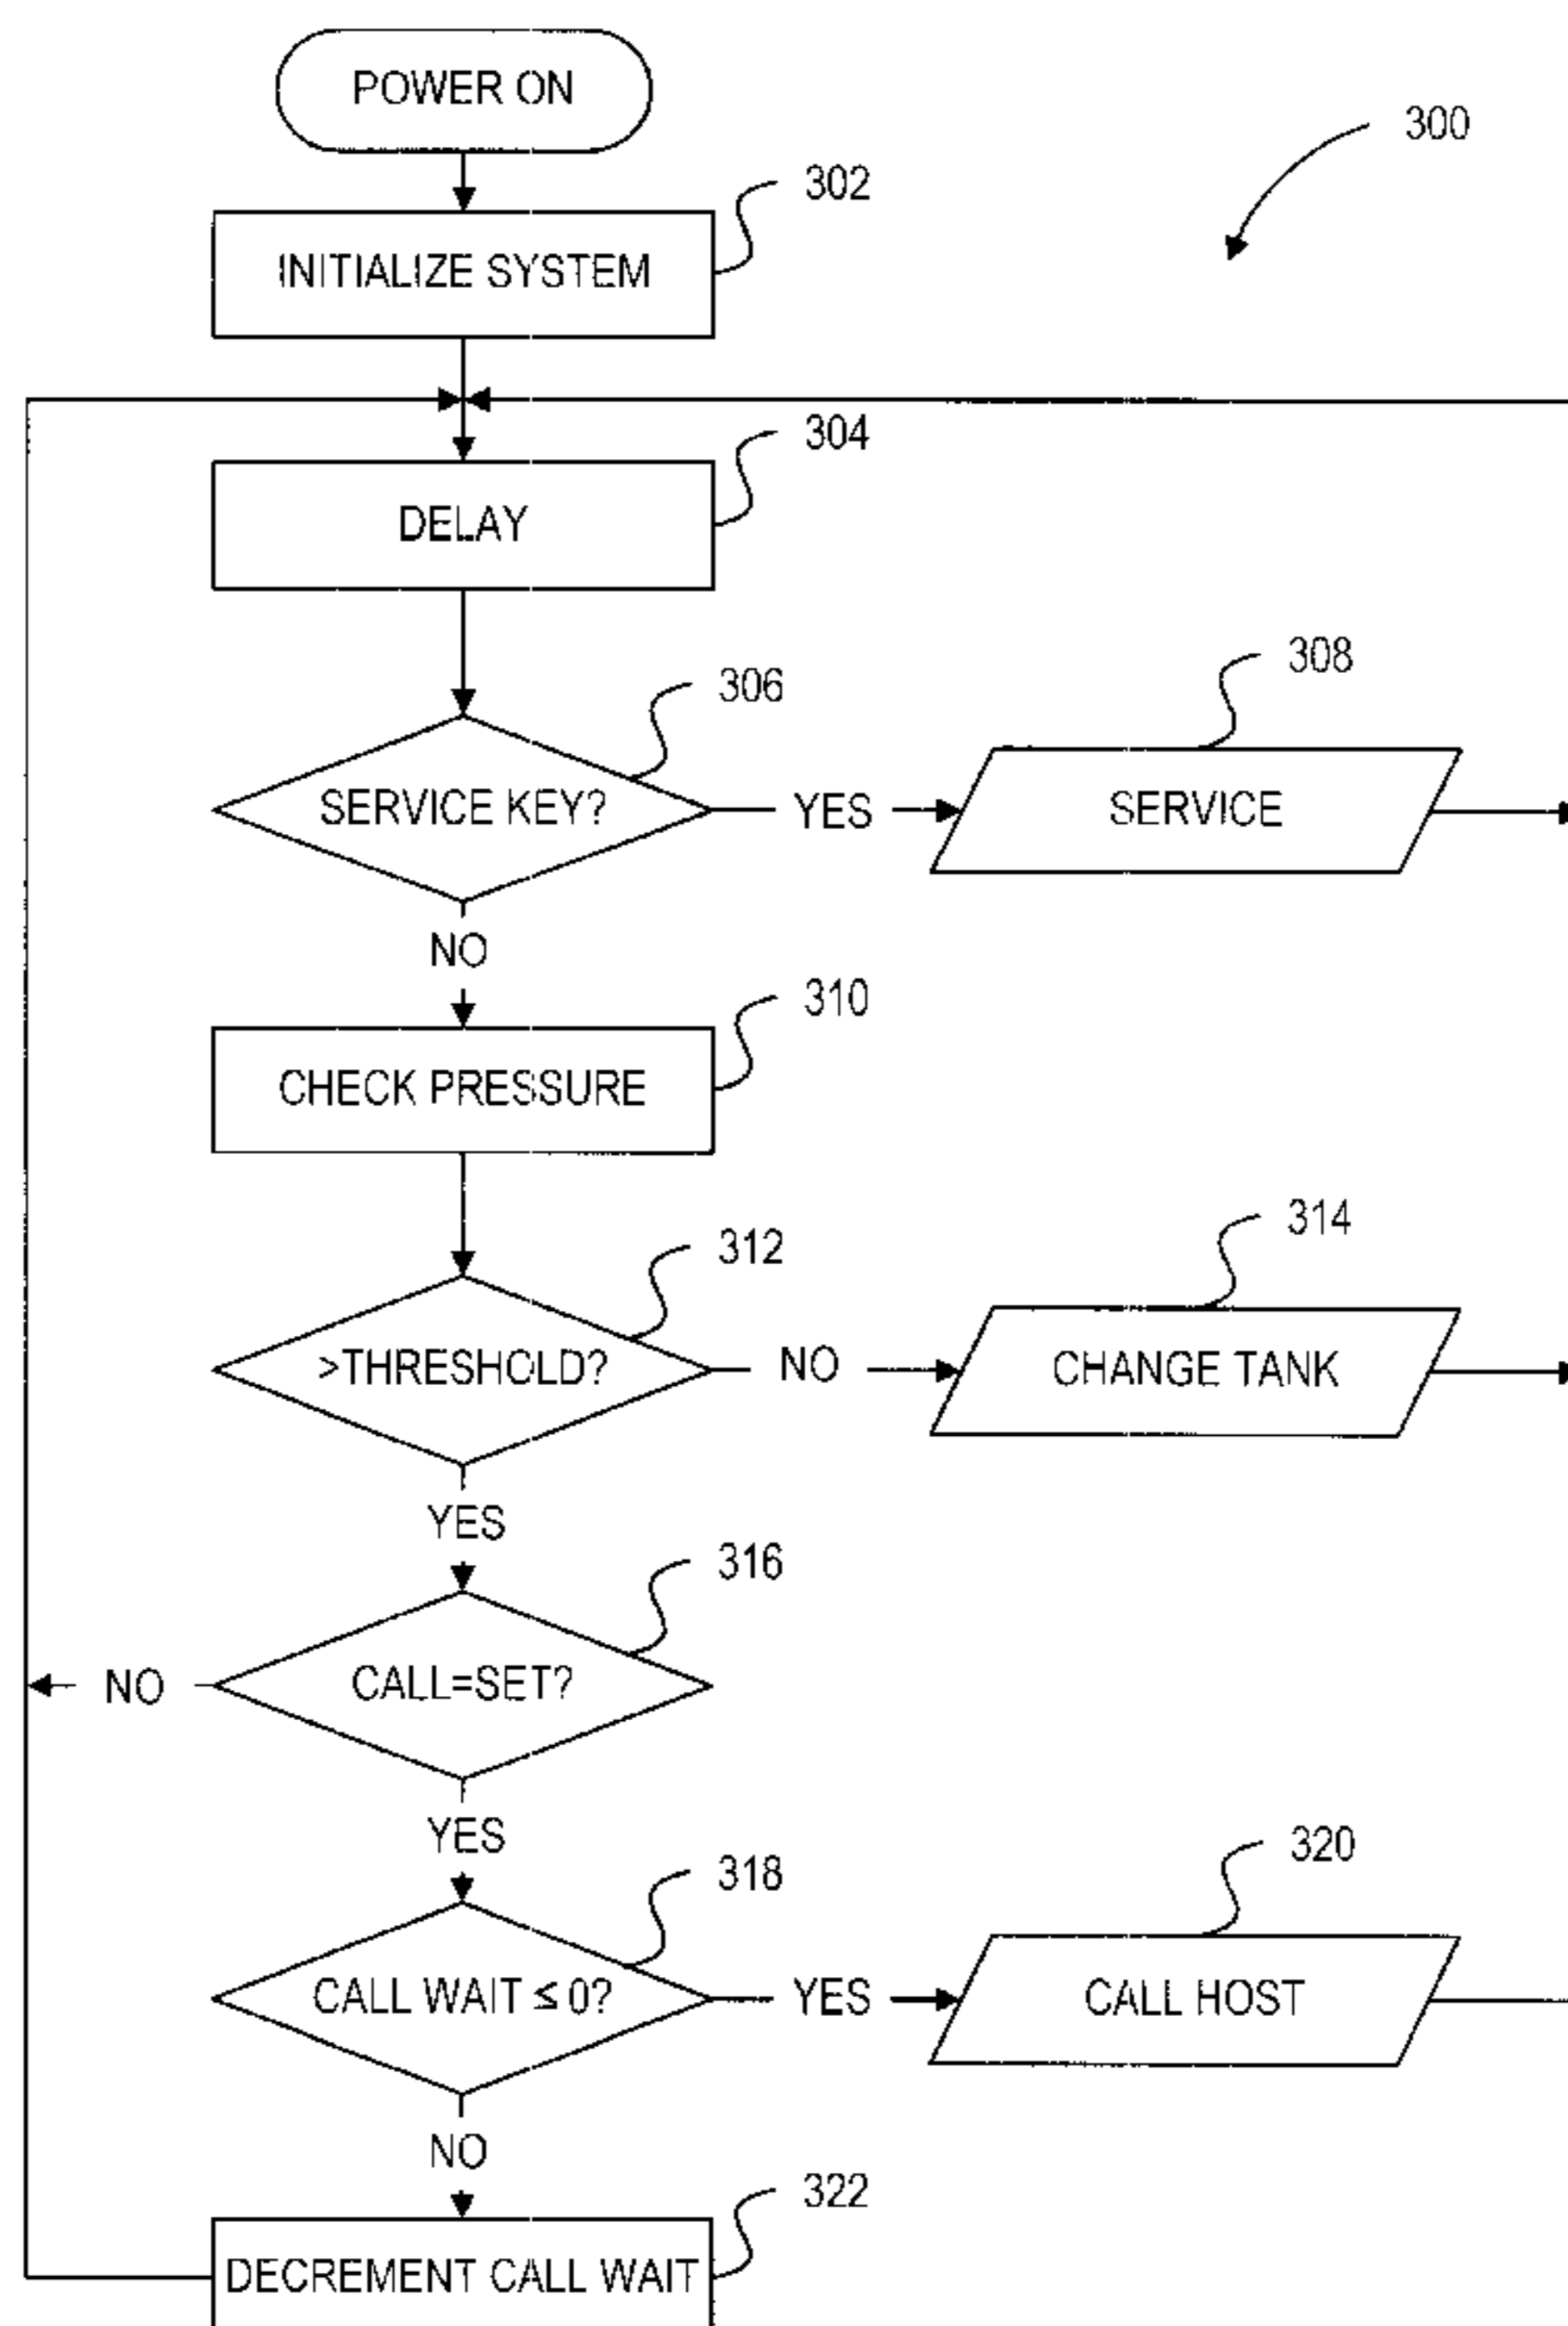 POWER ON
300
302
INITIALIZE SYSTEM
304
DELAY
306
308
SERVICE KEY?
YES
SERVICE
NO
310
CHECK PRESSURE
312
314
>THRESHOLD?
NO
CHANGE TANK
YES
316
NO
CALL=SET?
YES
318
320
CALL WAIT ≤ 0?
YES
CALL HOST
NO
322
DECREMENT CALL WAIT